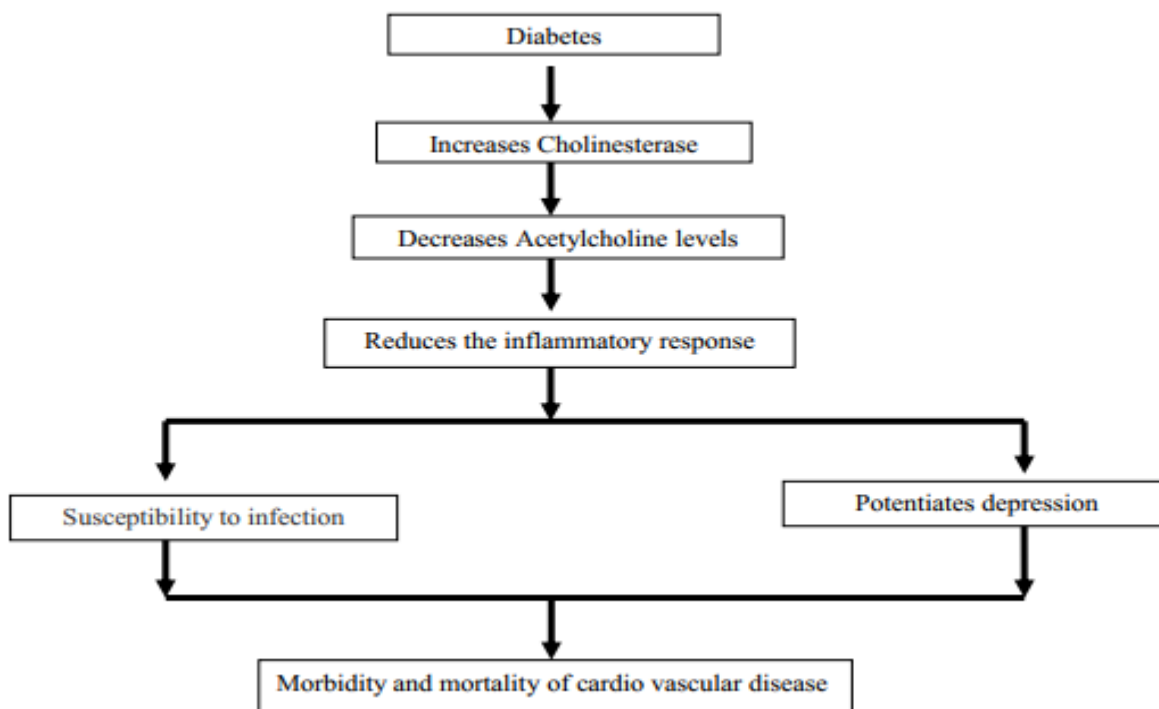 Diabetes
Increases Cholinesterase
Decreases Acetylcholine levels
Reduces the inflammatory response
Susceptibility to infection
Potentiates depression
Morbidity and mortality of cardio vascular disease